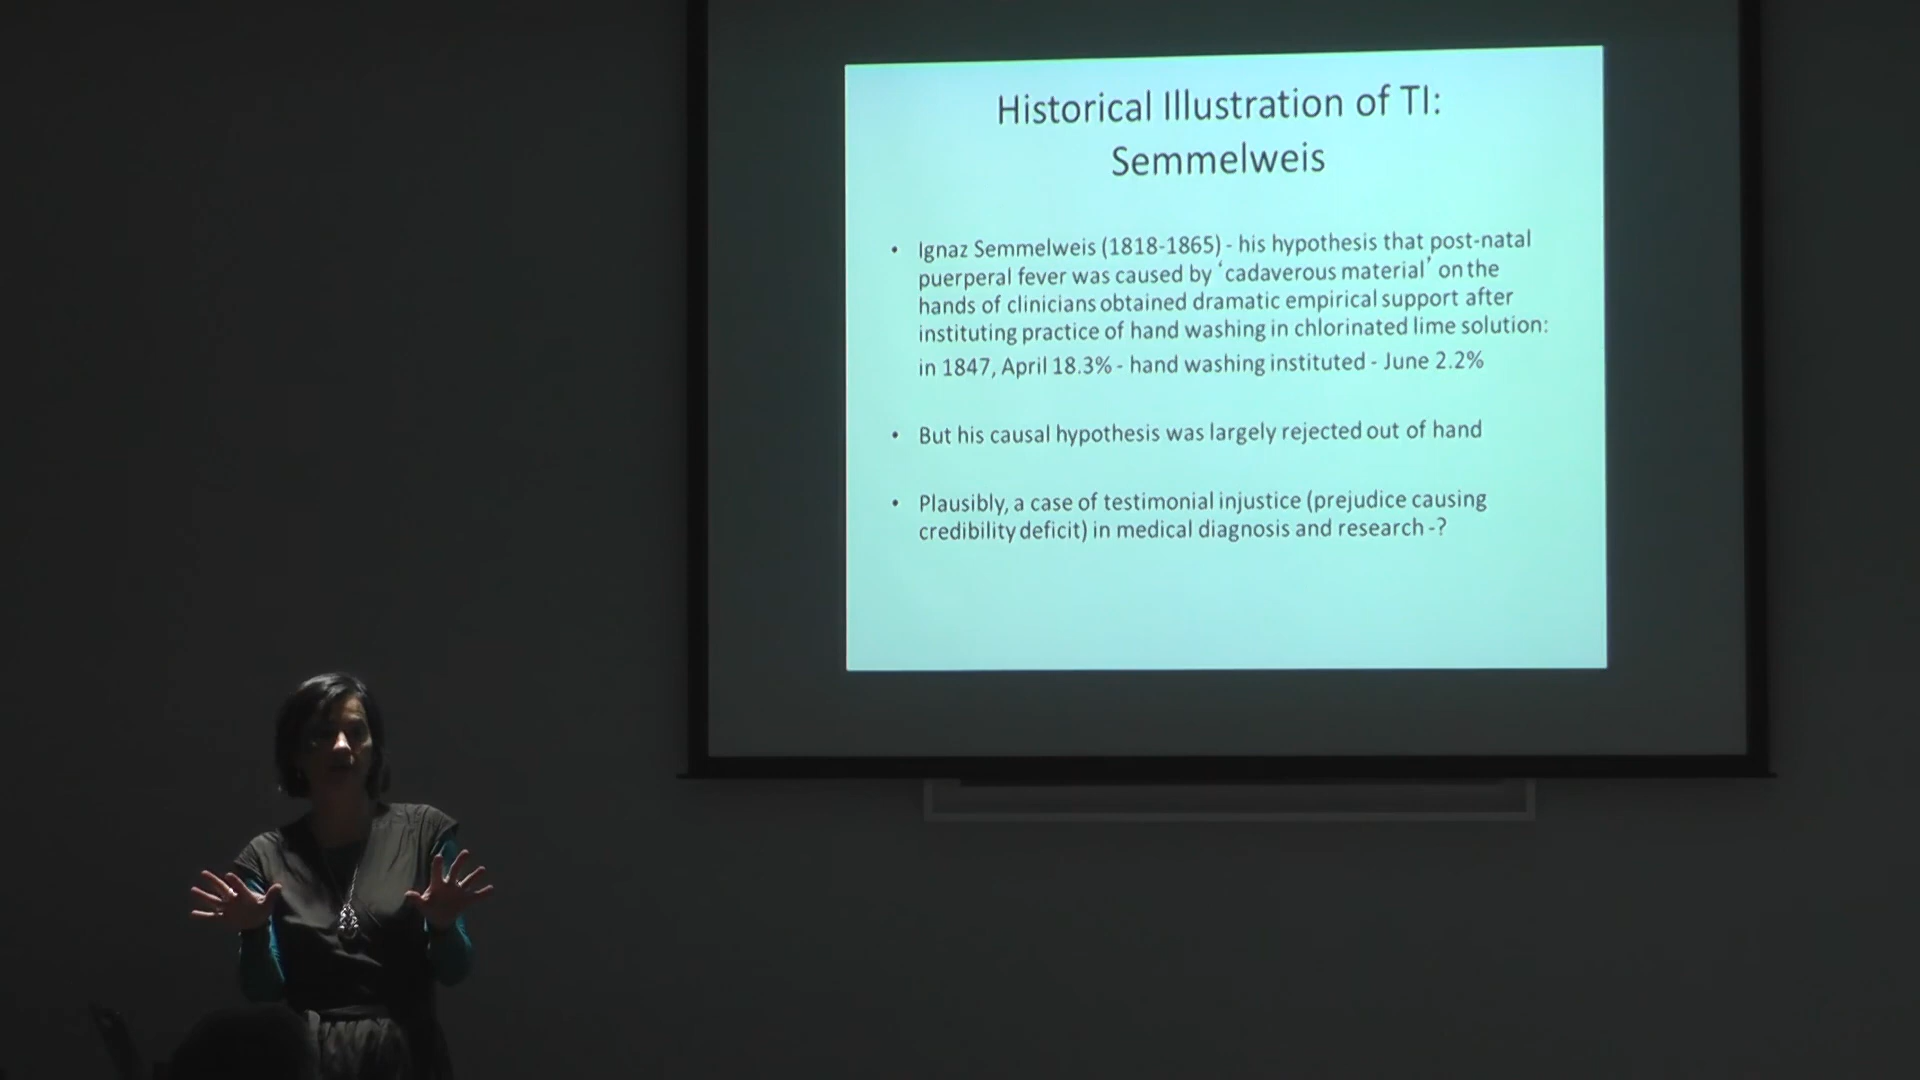 Historical Illustration of TI:
Semmelweis
• Ignaz Semmelweis (1818-1865) - his hypothesis that post-natal
puerperal fever was caused by ‘cadaverous material’ on the
hands of clinicians obtained dramatic empirical support after
instituting practice of hand washing in chlorinated lime solution:
in 1847, April 18.3% - hand washing instituted - June 2.2%
• But his causal hypothesis was largely rejected out of hand
• Plausibly, a case of testimonial injustice (prejudice causing
credibility deficit) in medical diagnosis and research -?